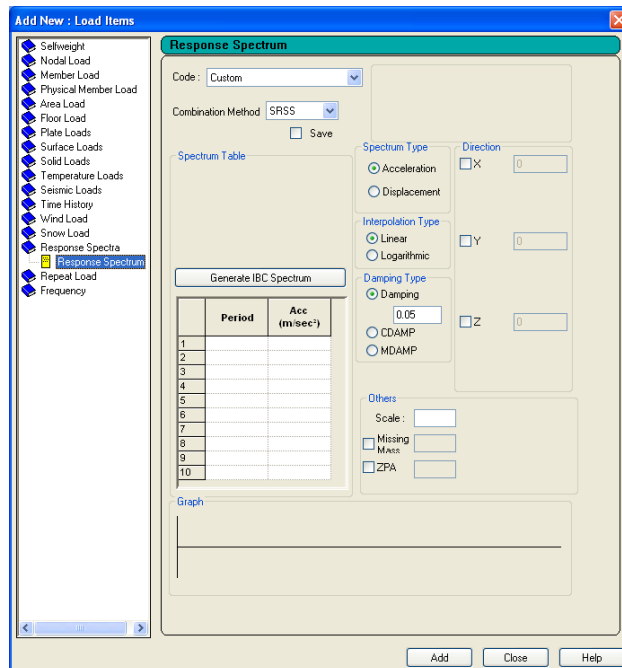 Add New : Load Items
Selfweight
Nodal Load
Member Load
Physical Member Load
Area Load
Floor Load
Plate Loads
Surface Loads
Solid Loads
Temperature Loads
Seismic Loads
Time History
Wind Load
Snow Load
Response Spectra
Response Spectrum
Repeat Load
Frequency
Response Spectrum
Code : Custom
Combination Method SRSS
Save
Spectrum Table
Generate IBC Spectrum
Period Acc (m/sec²)
1
2
3
4
5
6
7
8
9
10
Spectrum Type
Acceleration
Displacement
Interpolation Type
Linear
Logarithmic
Damping Type
Damping
0.05
CDAMP
MDAMP
Direction
X 0
Y 0
Z 0
Others
Scale :
Missing Mass
ZPA
Graph
Add Close Help